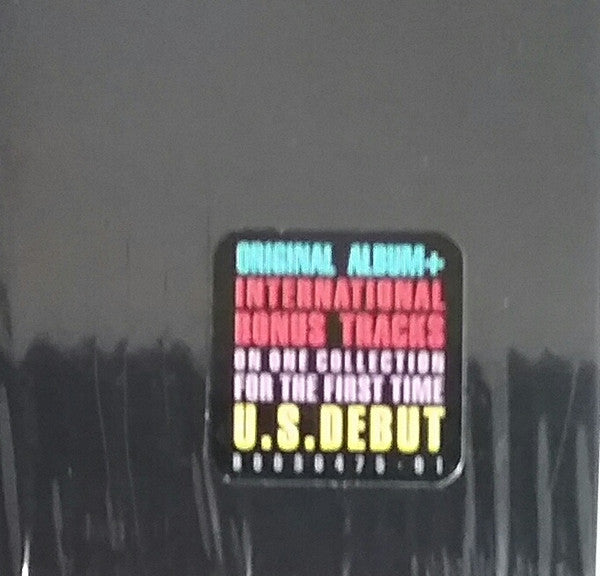 ORIGINAL ALBUM+
INTERNATIONAL
BONUS TRACKS
ON ONE COLLECTION
FOR THE FIRST TIME
U.S.DEBUT